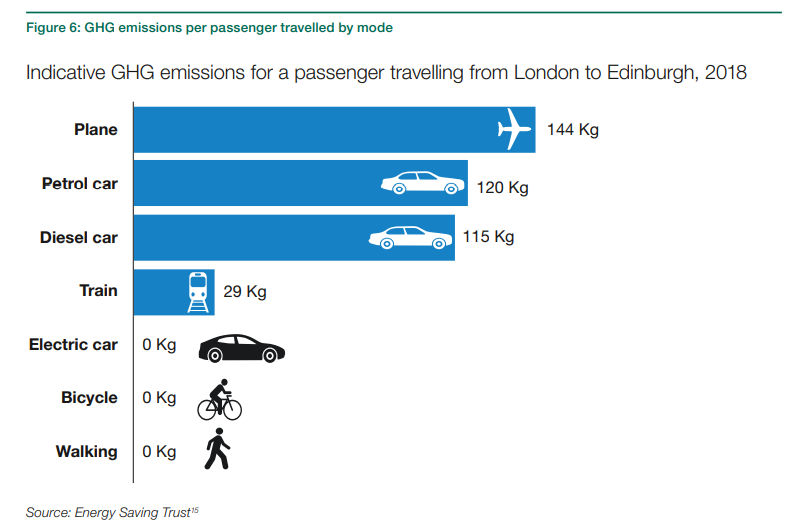 Figure 6: GHG emissions per passenger travelled by mode
Indicative GHG emissions for a passenger travelling from London to Edinburgh, 2018
Plane 144 Kg
Petrol car 120 Kg
Diesel car 115 Kg
Train 29 Kg
Electric car 0 Kg
Bicycle 0 Kg
Walking 0 Kg
Source: Energy Saving Trust¹⁵